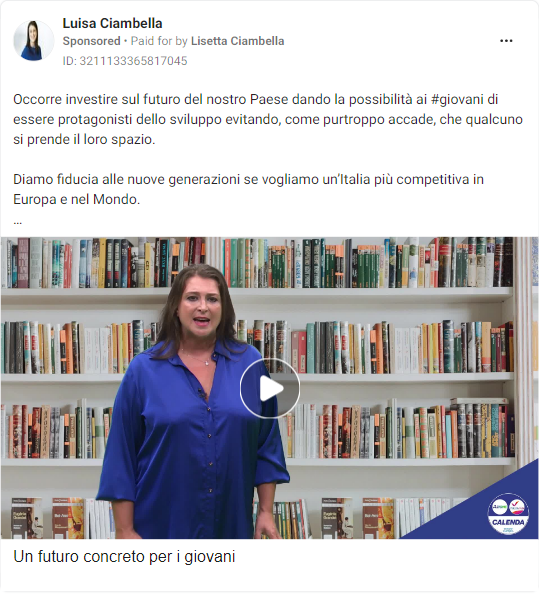 Luisa Ciambella
Sponsored • Paid for by Lisetta Ciambella
ID: 3211133365817045
Occorre investire sul futuro del nostro Paese dando la possibilità ai #giovani di
essere protagonisti dello sviluppo evitando, come purtroppo accade, che qualcuno
si prende il loro spazio.
Diamo fiducia alle nuove generazioni se vogliamo un'Italia più competitiva in
Europa e nel Mondo.
...
CALENDA
Un futuro concreto per i giovani